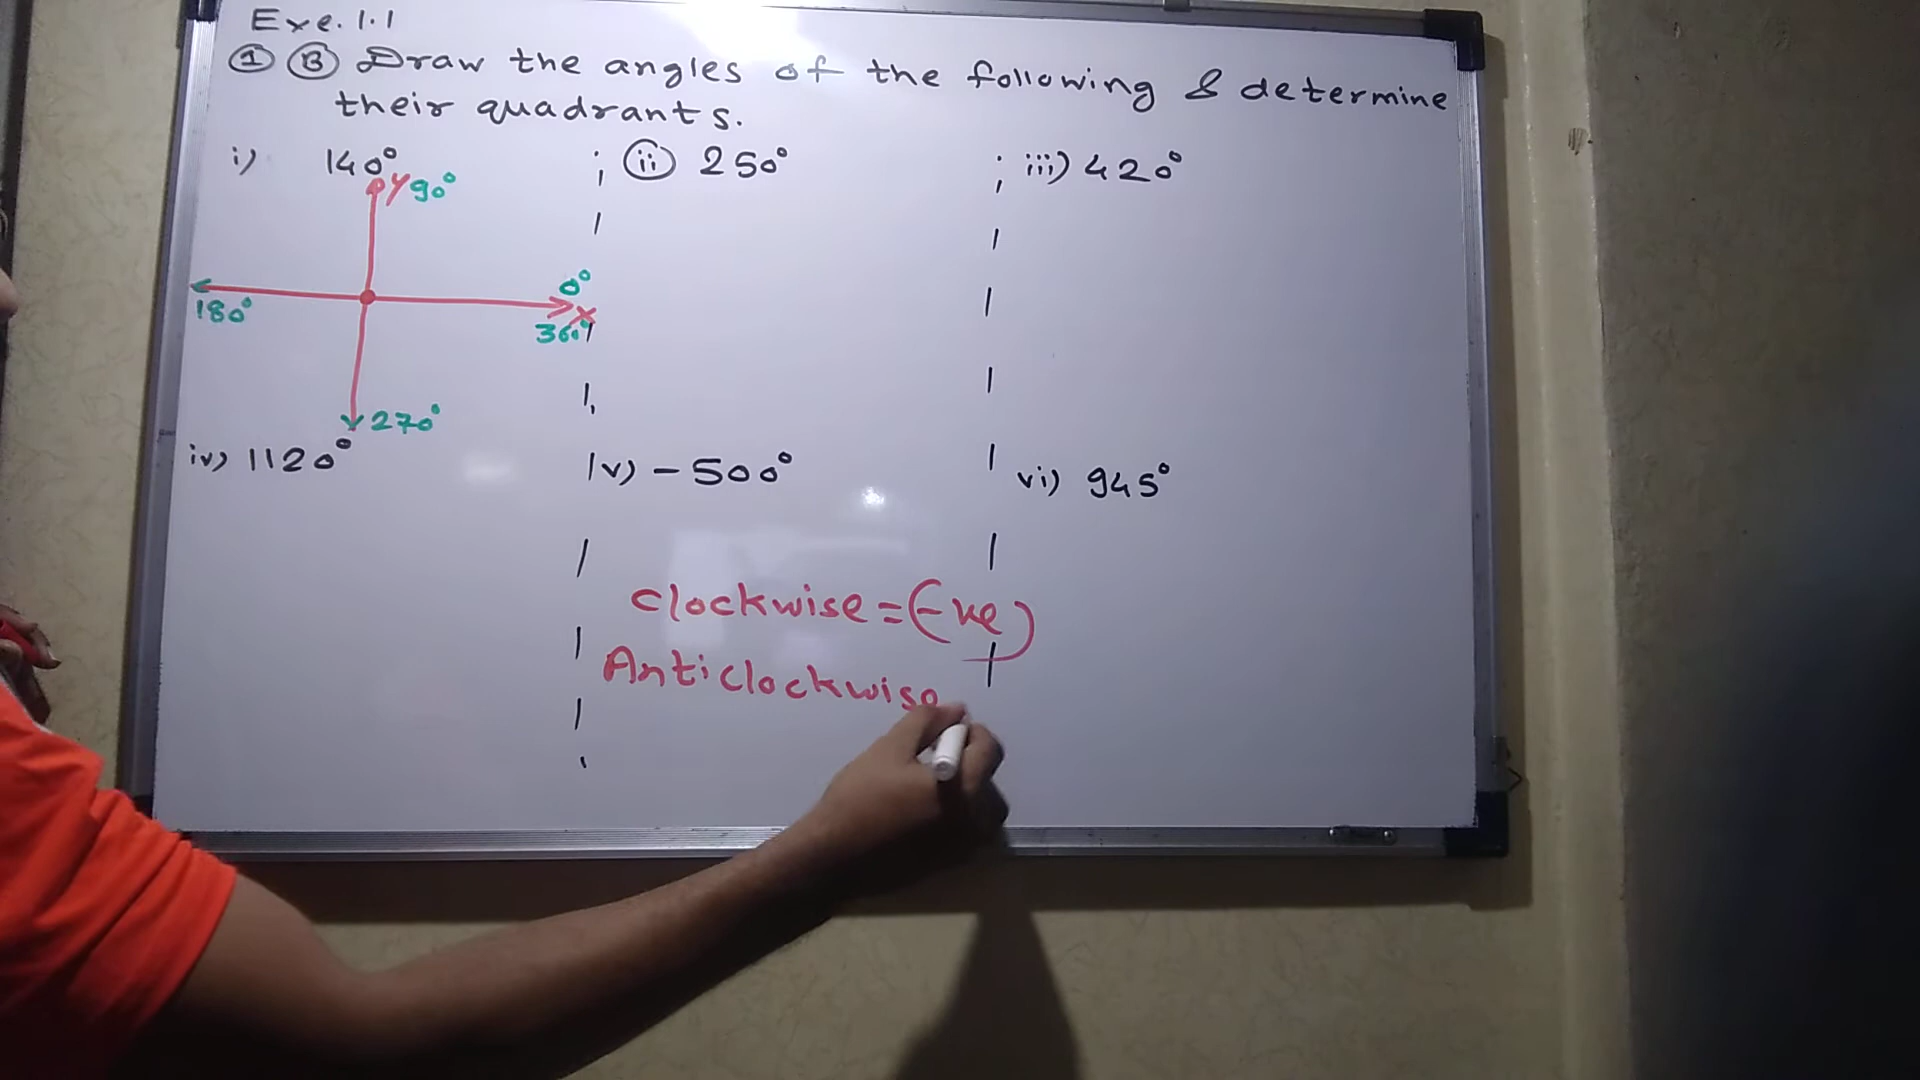 Exe. 1.1
① Ⓑ Draw the angles of the following & determine
their quadrants.
i) 140°
ii 250°
iii) 420°
Y 90°
0°
180°
X
360°
270°
iv) 1120°
v) -500°
vi) 945°
Clockwise = (-ve)
Anticlockwise